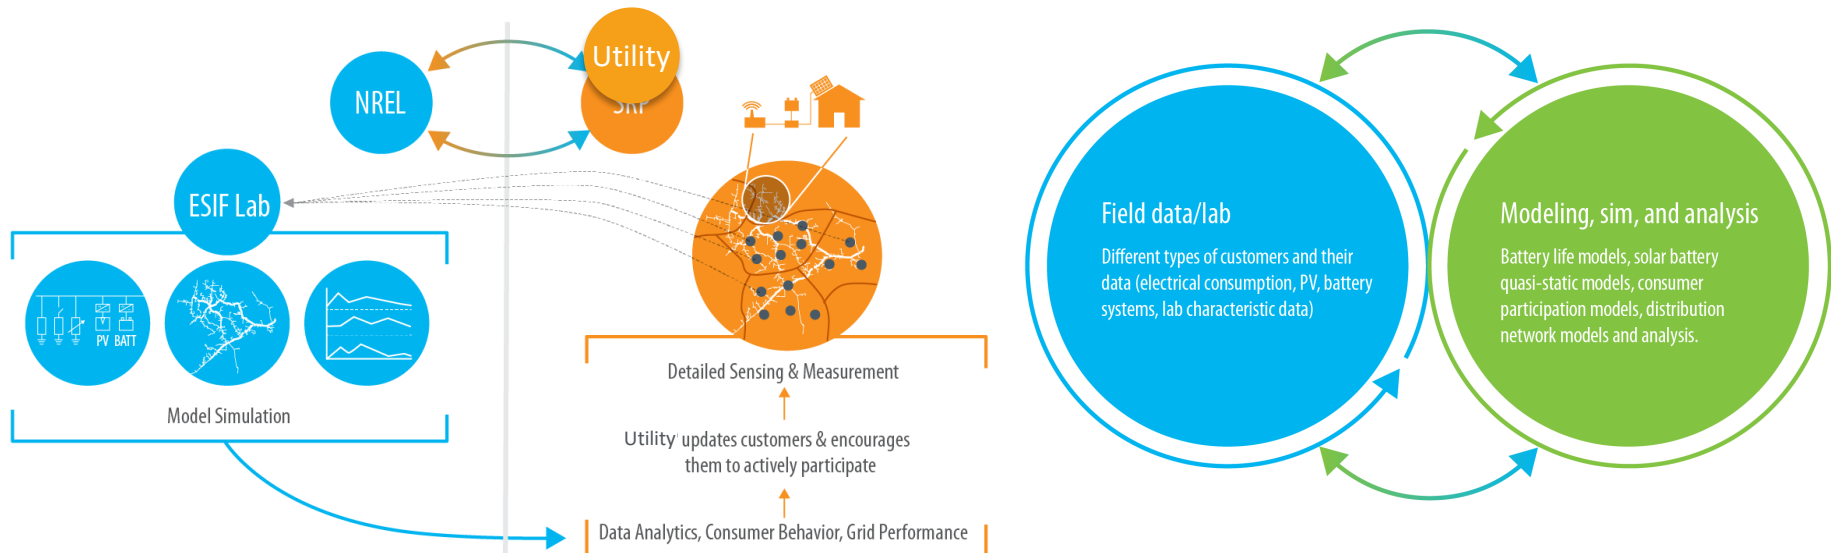 Utility
NREL
SRP
ESIF Lab
PV BATT
Model Simulation
Detailed Sensing & Measurement
Utility updates customers & encourages
them to actively participate
Data Analytics, Consumer Behavior, Grid Performance
Field data/lab
Different types of customers and their
data (electrical consumption, PV, battery
systems, lab characteristic data)
Modeling, sim, and analysis
Battery life models, solar battery
quasi-static models, consumer
participation models, distribution
network models and analysis.